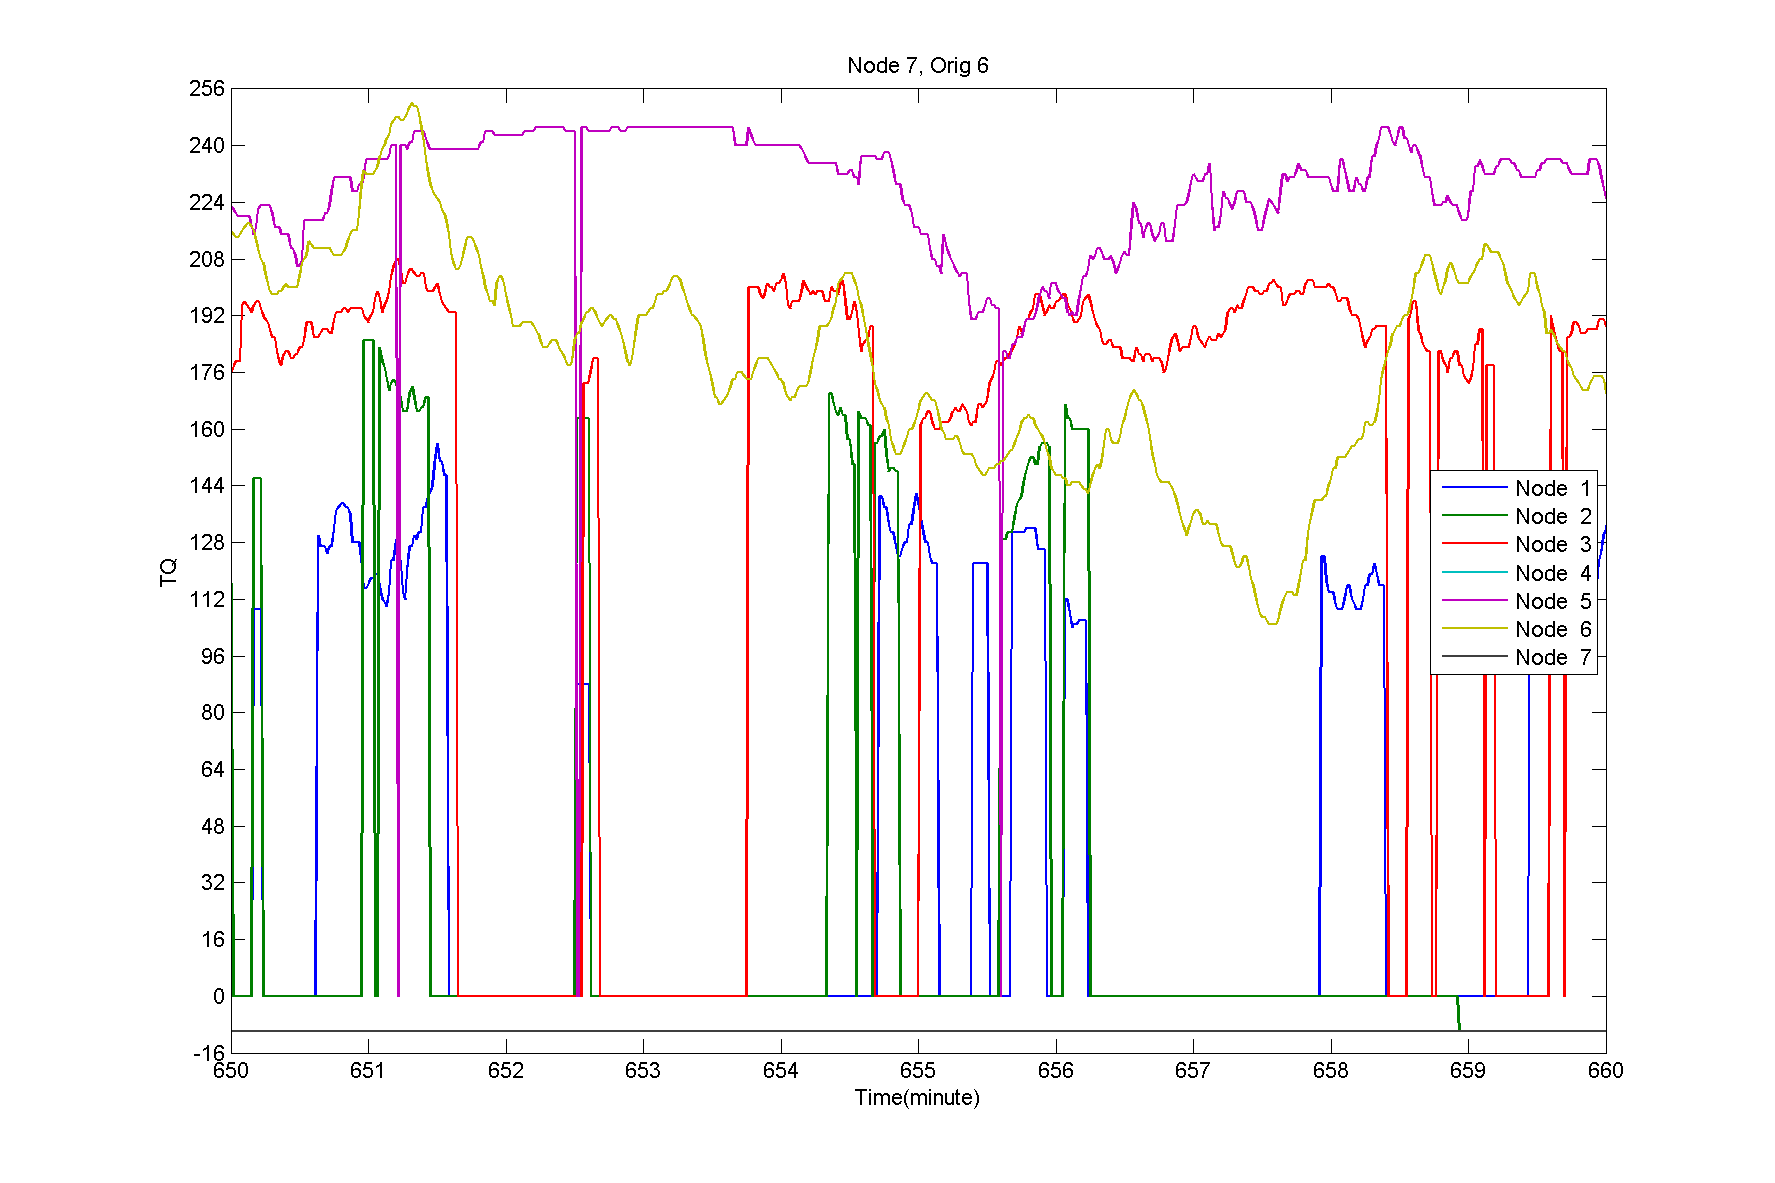 Node 7, Orig 6
256
240
224
208
192
176
160
144
128
112
96
80
64
48
32
16
0
-16
TQ
Node 1
Node 2
Node 3
Node 4
Node 5
Node 6
Node 7
650 651 652 653 654 655 656 657 658 659 660
Time(minute)